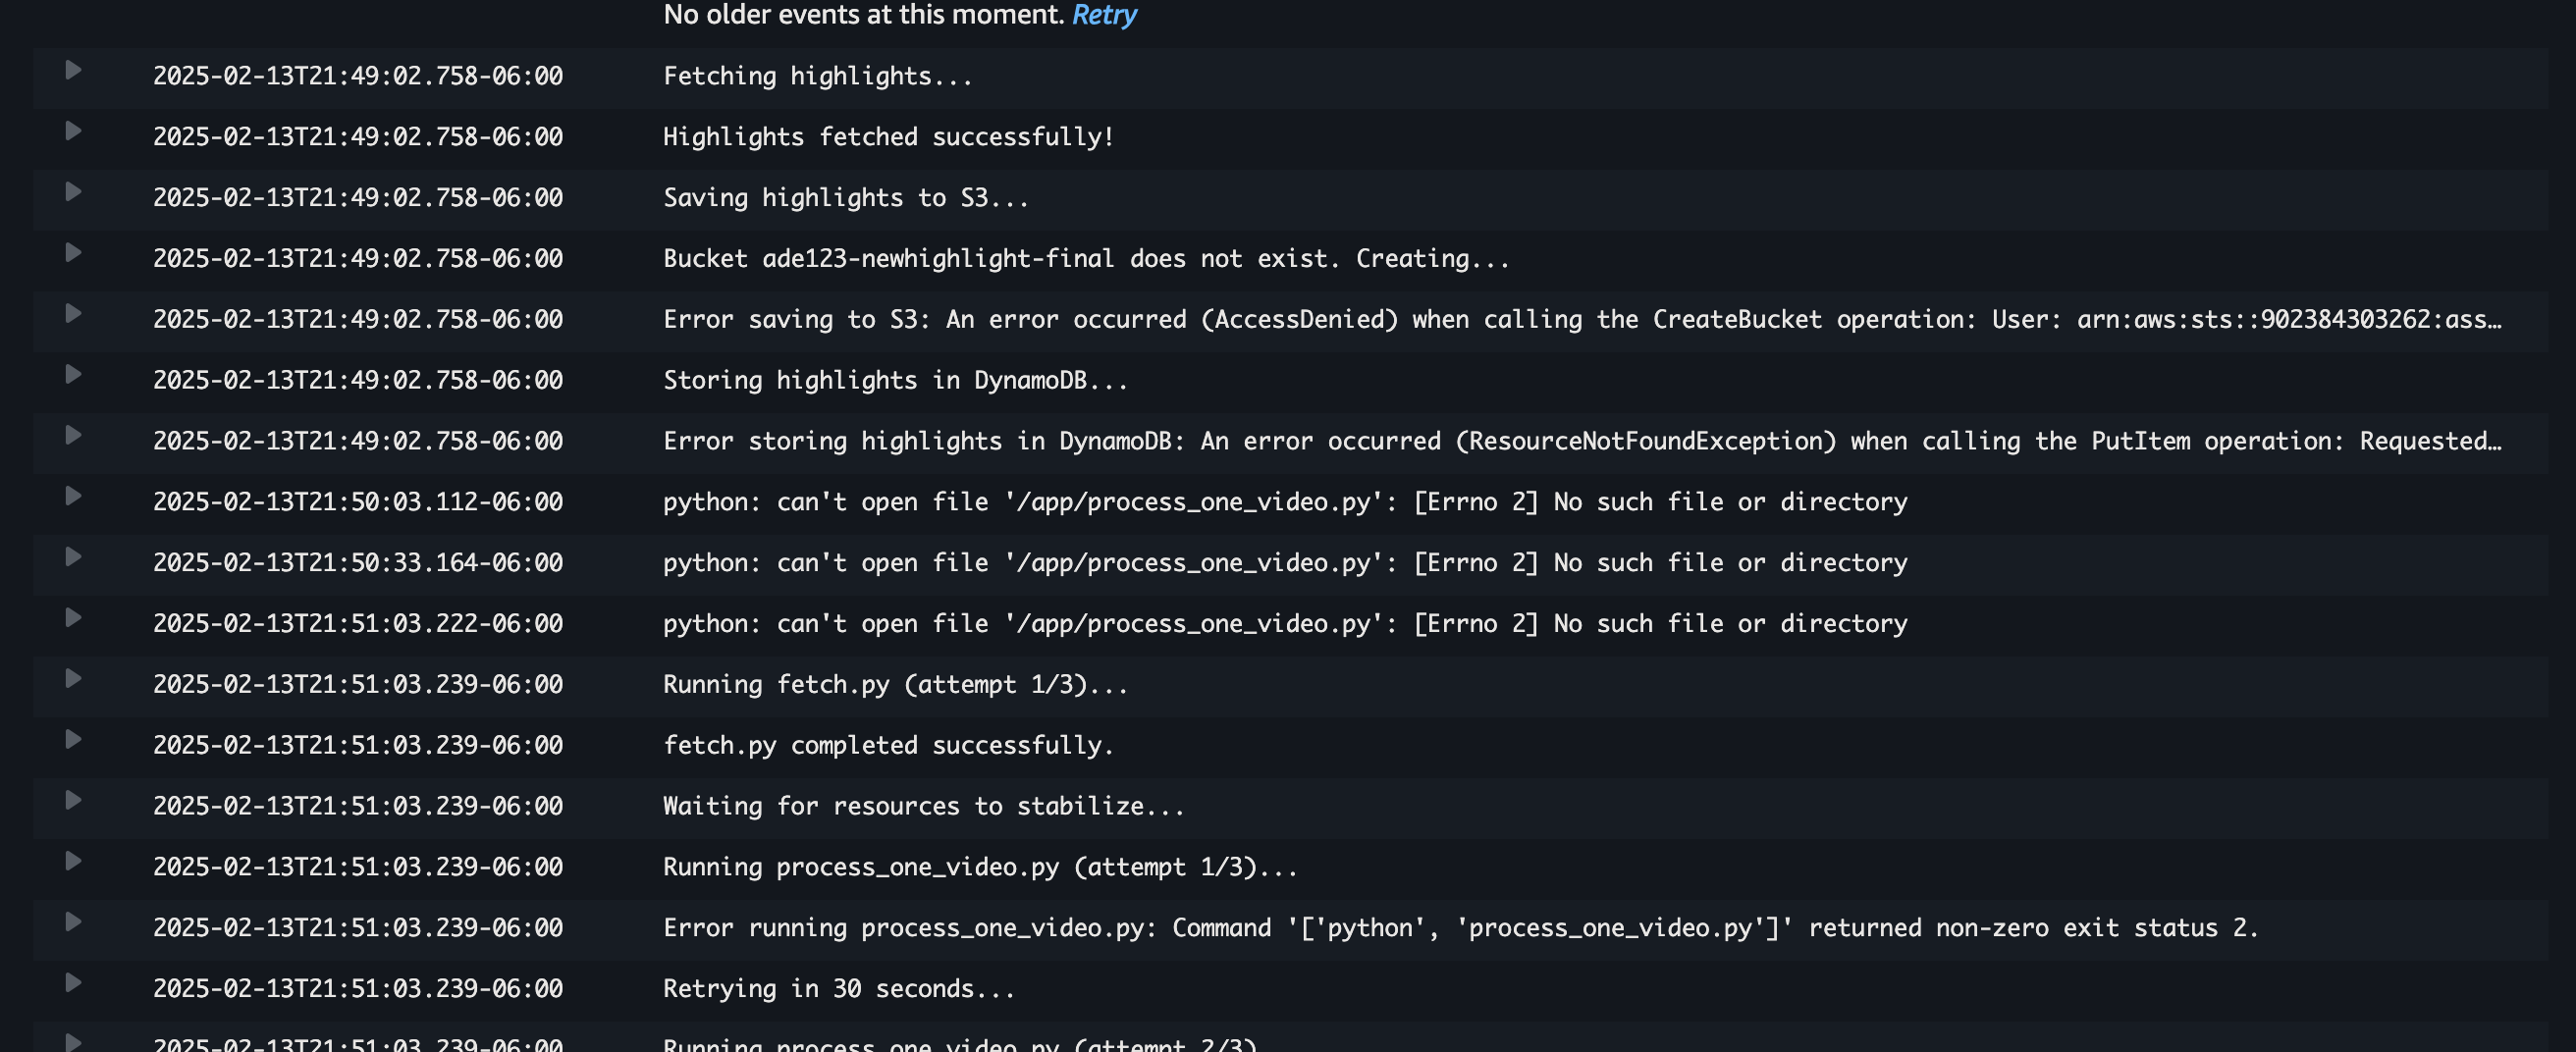 No older events at this moment. Retry
2025-02-13T21:49:02.758-06:00 Fetching highlights...
2025-02-13T21:49:02.758-06:00 Highlights fetched successfully!
2025-02-13T21:49:02.758-06:00 Saving highlights to S3...
2025-02-13T21:49:02.758-06:00 Bucket ade123-newhighlight-final does not exist. Creating...
2025-02-13T21:49:02.758-06:00 Error saving to S3: An error occurred (AccessDenied) when calling the CreateBucket operation: User: arn:aws:sts::902384303262:ass…
2025-02-13T21:49:02.758-06:00 Storing highlights in DynamoDB...
2025-02-13T21:49:02.758-06:00 Error storing highlights in DynamoDB: An error occurred (ResourceNotFoundException) when calling the PutItem operation: Requested…
2025-02-13T21:50:03.112-06:00 python: can't open file '/app/process_one_video.py': [Errno 2] No such file or directory
2025-02-13T21:50:33.164-06:00 python: can't open file '/app/process_one_video.py': [Errno 2] No such file or directory
2025-02-13T21:51:03.222-06:00 python: can't open file '/app/process_one_video.py': [Errno 2] No such file or directory
2025-02-13T21:51:03.239-06:00 Running fetch.py (attempt 1/3)...
2025-02-13T21:51:03.239-06:00 fetch.py completed successfully.
2025-02-13T21:51:03.239-06:00 Waiting for resources to stabilize...
2025-02-13T21:51:03.239-06:00 Running process_one_video.py (attempt 1/3)...
2025-02-13T21:51:03.239-06:00 Error running process_one_video.py: Command '['python', 'process_one_video.py']' returned non-zero exit status 2.
2025-02-13T21:51:03.239-06:00 Retrying in 30 seconds...
2025-02-13T21:51:03.239-06:00 Running process_one_video.py (attempt 2/3)